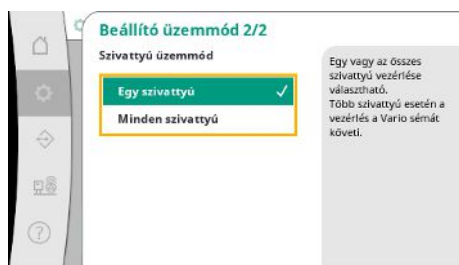 Beállító üzemmód 2/2
Szivattyú üzemmód
Egy szivattyú
Minden szivattyú
Egy vagy az összes
szivattyú vezérlése
választható.
Több szivattyú esetén a
vezérlés a Vario sémát
követi.